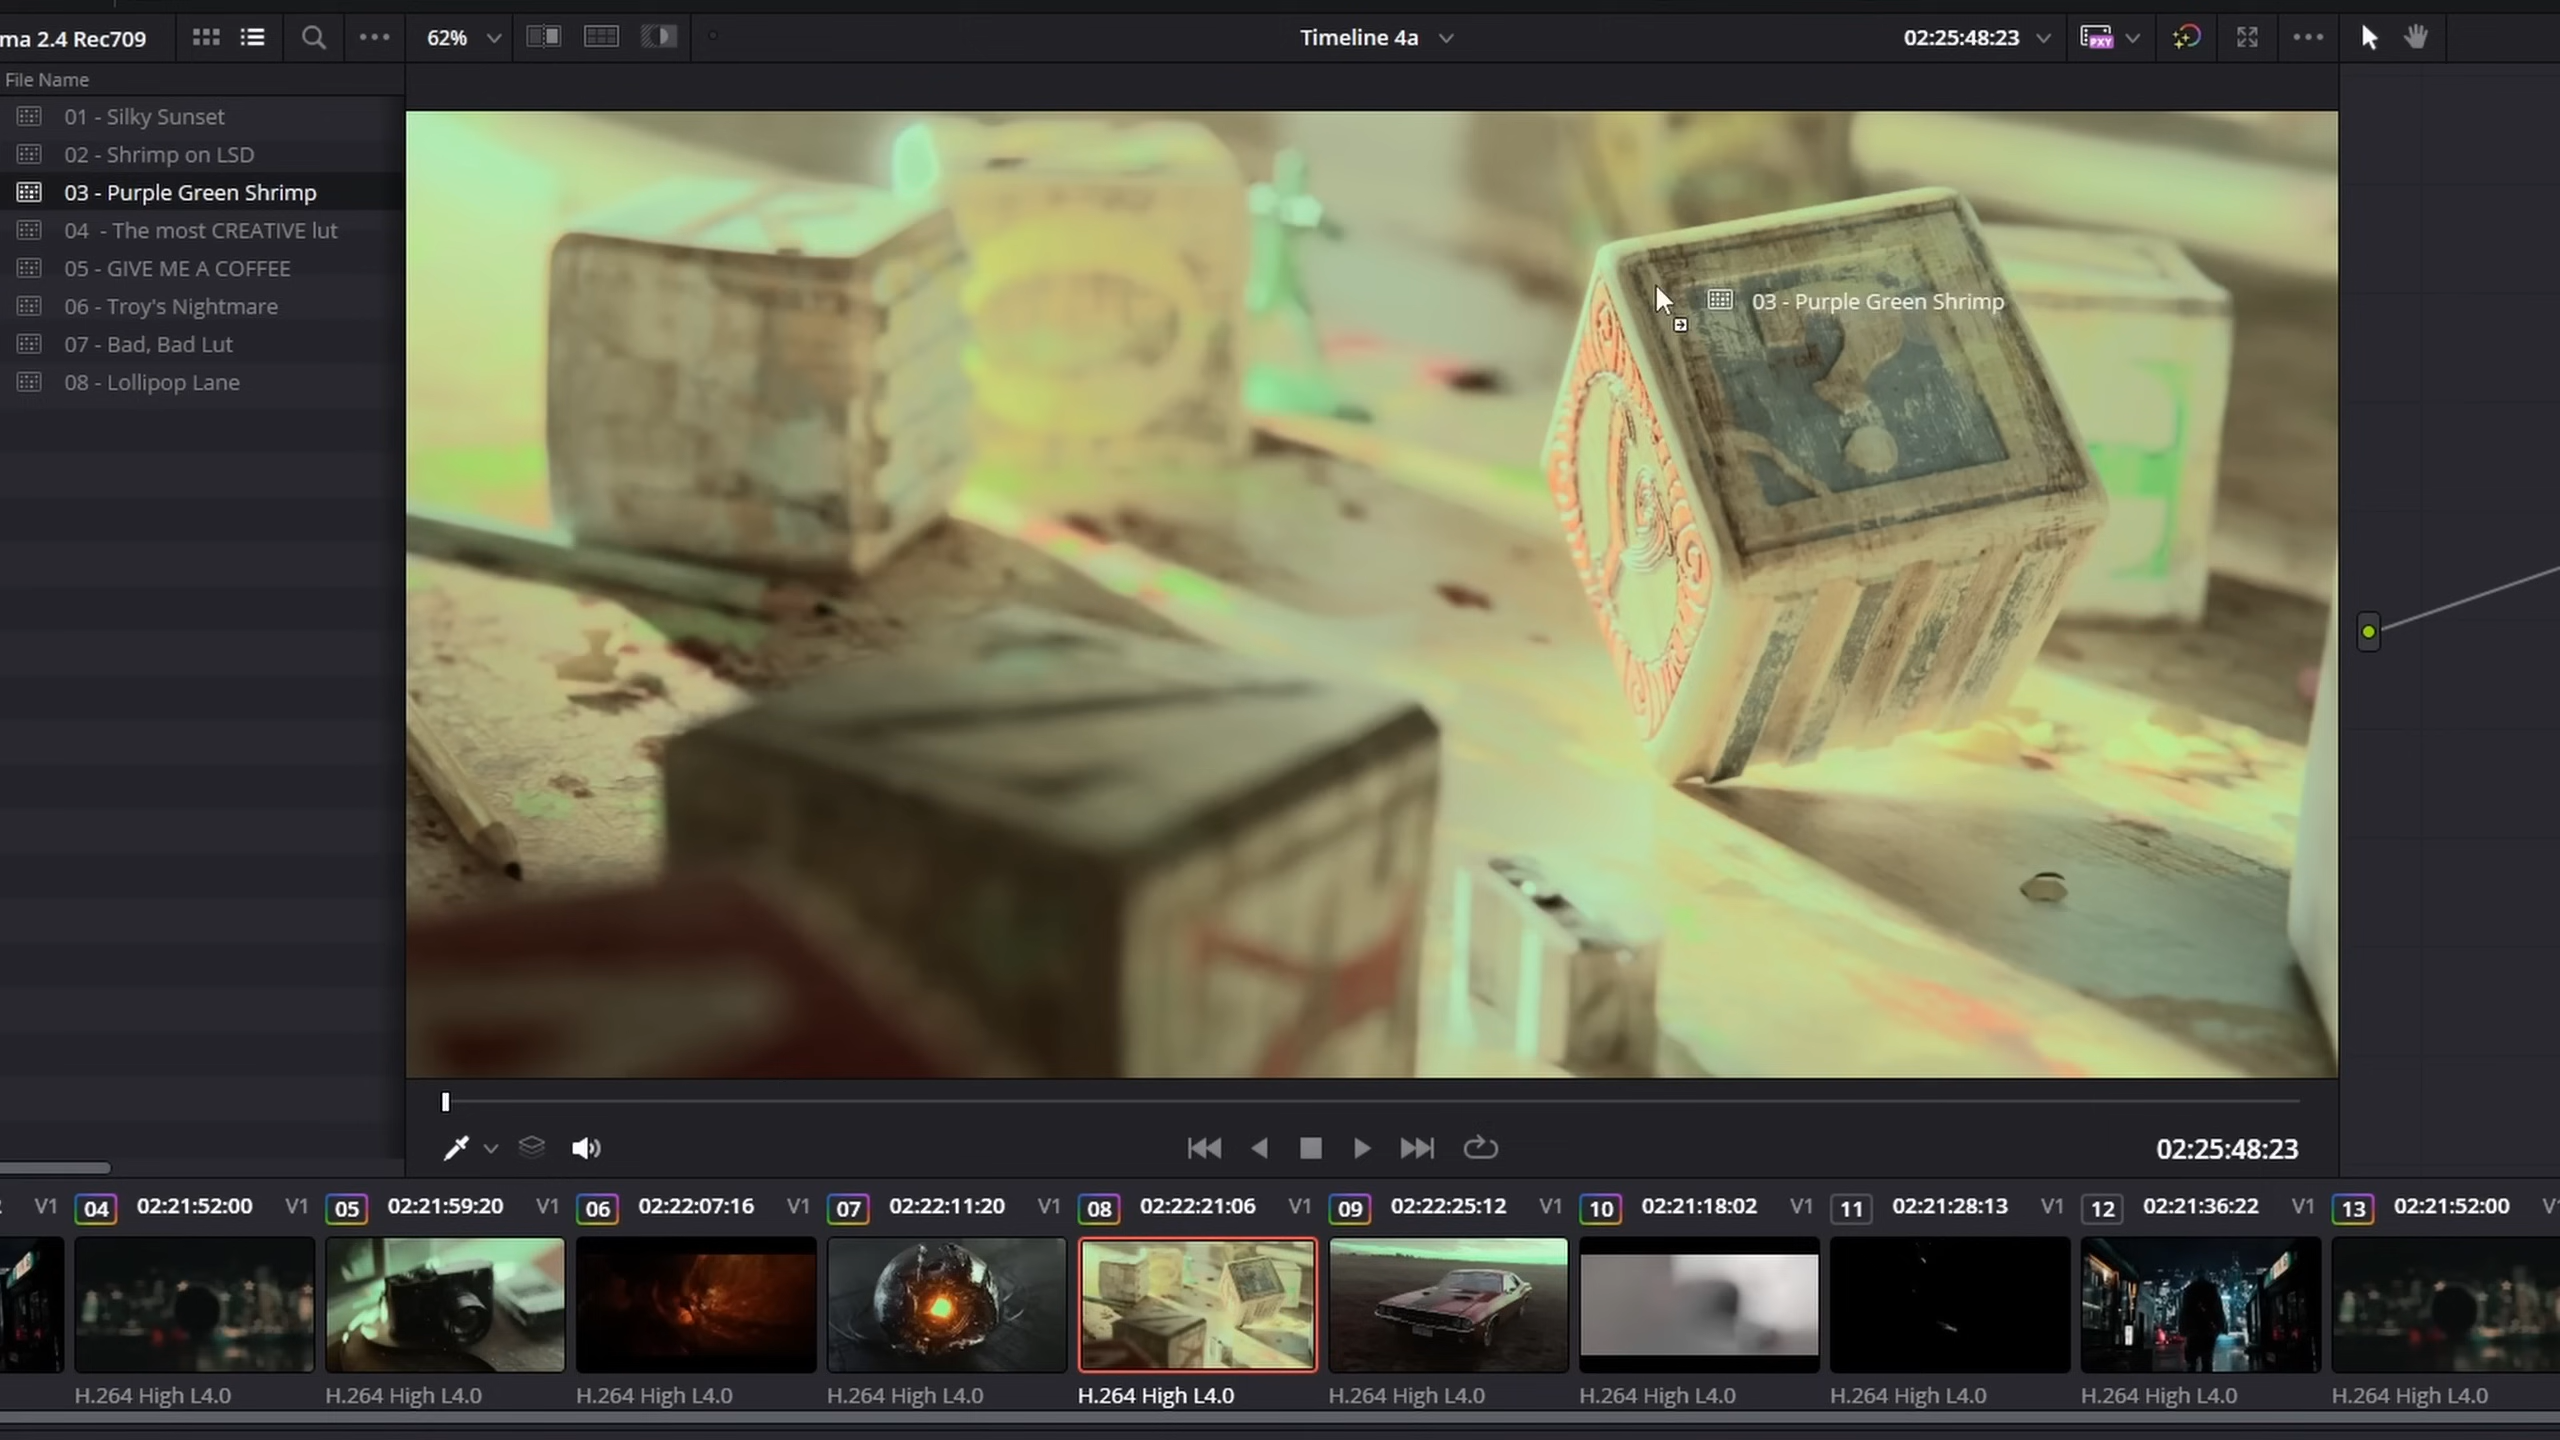 ma 2.4 Rec709
62%
Timeline 4a
02:25:48:23
PXY
File Name
01 - Silky Sunset
02 - Shrimp on LSD
03 - Purple Green Shrimp
04  - The most CREATIVE lut
05 - GIVE ME A COFFEE
06 - Troy's Nightmare
07 - Bad, Bad Lut
08 - Lollipop Lane
03 - Purple Green Shrimp
02:25:48:23
V1 04 02:21:52:00 V1 05 02:21:59:20 V1 06 02:22:07:16 V1 07 02:22:11:20 V1 08 02:22:21:06 V1 09 02:22:25:12 V1 10 02:21:18:02 V1 11 02:21:28:13 V1 12 02:21:36:22 V1 13 02:21:52:00
H.264 High L4.0 H.264 High L4.0 H.264 High L4.0 H.264 High L4.0 H.264 High L4.0 H.264 High L4.0 H.264 High L4.0 H.264 High L4.0 H.264 High L4.0 H.264 High L4.0